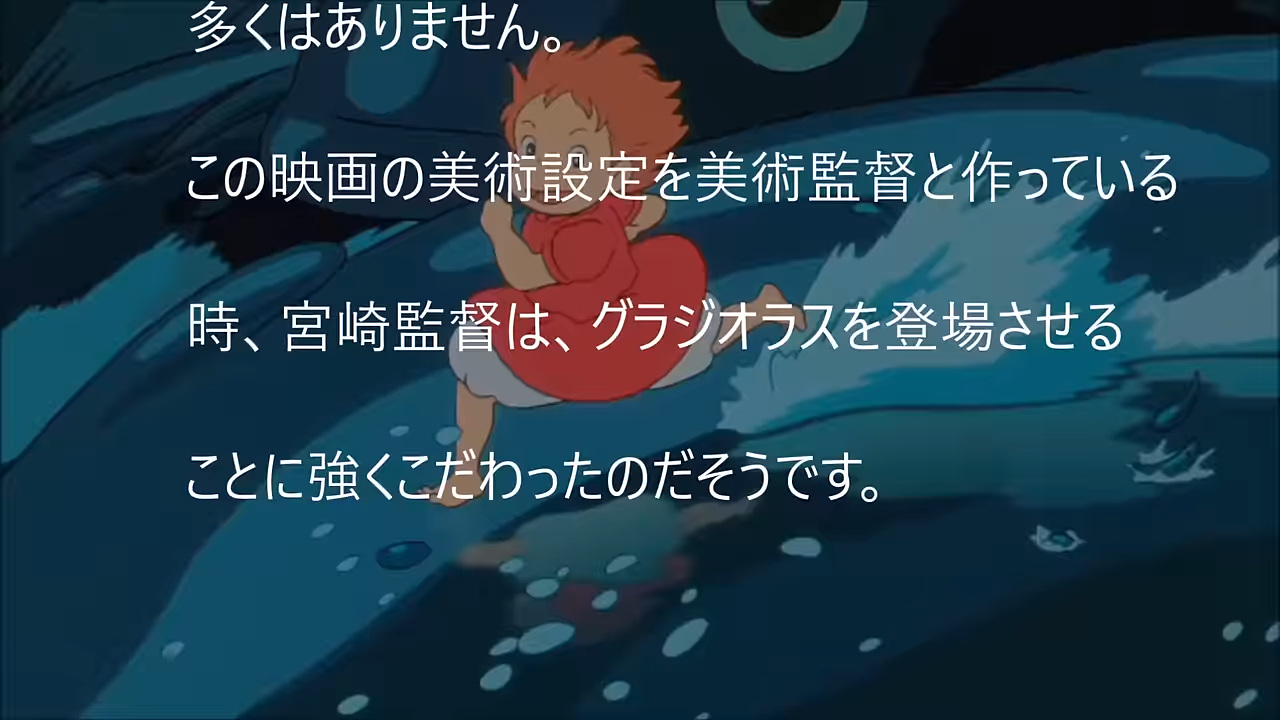 多くはありません。
この映画の美術設定を美術監督と作っている
時、宮崎監督は、グラジオラスを登場させる
ことに強くこだわったのだそうです。